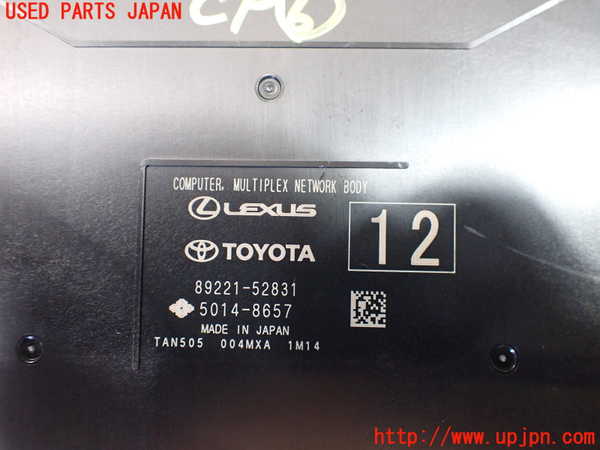 USED PARTS JAPAN
COMPUTER, MULTIPLEX NETWORK BODY
LEXUS
TOYOTA
12
89221-52831
5014-8657
MADE IN JAPAN
TAN505 004MXA 1M14
http://www.upjpn.com/